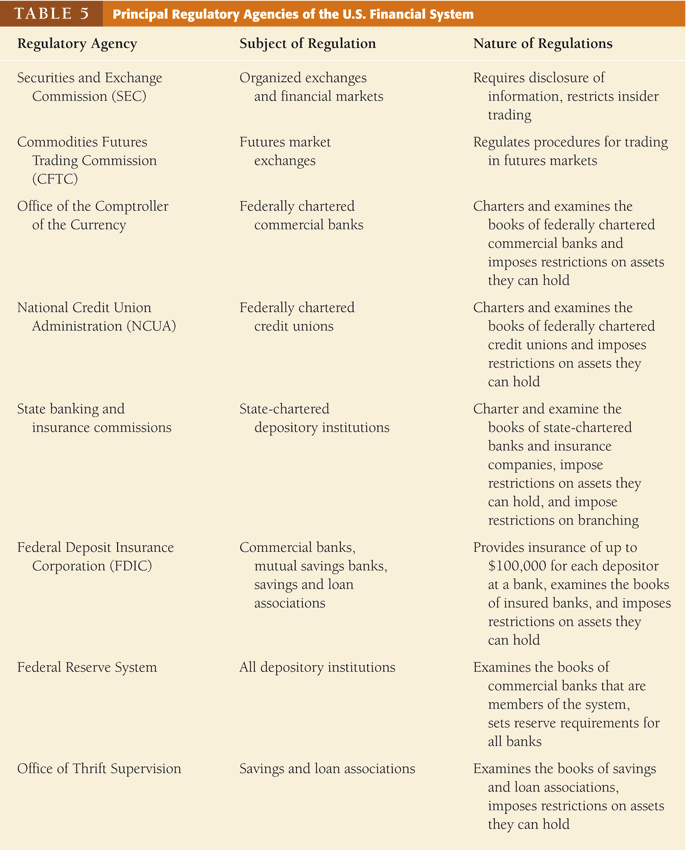 TABLE 5 Principal Regulatory Agencies of the U.S. Financial System
Regulatory Agency Subject of Regulation Nature of Regulations
Securities and Exchange Organized exchanges Requires disclosure of
Commission (SEC) and financial markets information, restricts insider
trading
Commodities Futures Futures market Regulates procedures for trading
Trading Commission exchanges in futures markets
(CFTC)
Office of the Comptroller Federally chartered Charters and examines the
of the Currency commercial banks books of federally chartered
commercial banks and
imposes restrictions on assets
they can hold
National Credit Union Federally chartered Charters and examines the
Administration (NCUA) credit unions books of federally chartered
credit unions and imposes
restrictions on assets they
can hold
State banking and State-chartered Charter and examine the
insurance commissions depository institutions books of state-chartered
banks and insurance
companies, impose
restrictions on assets they
can hold, and impose
restrictions on branching
Federal Deposit Insurance Commercial banks, Provides insurance of up to
Corporation (FDIC) mutual savings banks, $100,000 for each depositor
savings and loan at a bank, examines the books
associations of insured banks, and imposes
restrictions on assets they
can hold
Federal Reserve System All depository institutions Examines the books of
commercial banks that are
members of the system,
sets reserve requirements for
all banks
Office of Thrift Supervision Savings and loan associations Examines the books of savings
and loan associations,
imposes restrictions on assets
they can hold